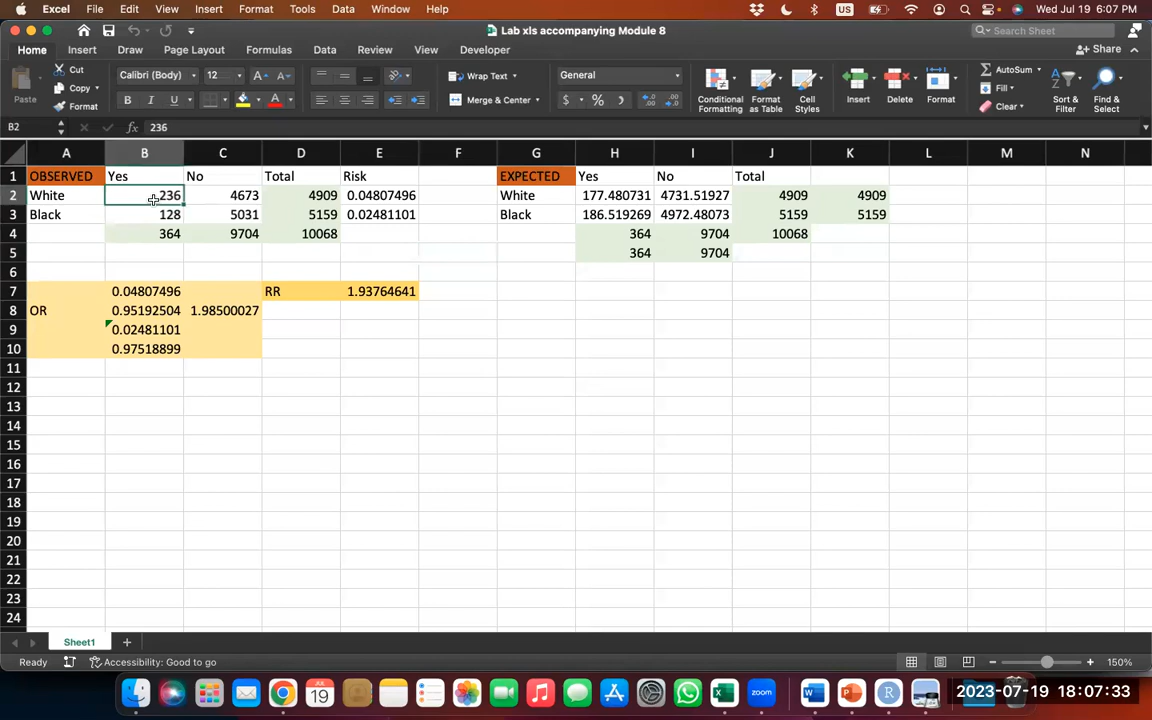 Excel File Edit View Insert Format Tools Data Window Help US Wed Jul 19 6:07 PM
Lab xls accompanying Module 8 Search Sheet
Home Insert Draw Page Layout Formulas Data Review View Developer Share
Paste Cut Copy Format Calibri (Body) 12 A A Wrap Text General Conditional Formatting Format as Table Cell Styles Insert Delete Format AutoSum Fill Clear Sort & Filter Find & Select
B I U A Merge & Center $ %
B2 fx 236
A B C D E F G H I J K L M N
1 OBSERVED Yes No Total Risk EXPECTED Yes No Total
2 White 236 4673 4909 0.04807496 White 177.480731 4731.51927 4909 4909
3 Black 128 5031 5159 0.02481101 Black 186.519269 4972.48073 5159 5159
4 364 9704 10068 364 9704 10068
5 364 9704
6
7 0.04807496 RR 1.93764641
8 OR 0.95192504 1.98500027
9 0.02481101
10 0.97518899
11
12
13
14
15
16
17
18
19
20
21
22
23
24
Sheet1 +
Ready Accessibility: Good to go 150%
JUL 19 W P R zoom 2023-07-19 18:07:33